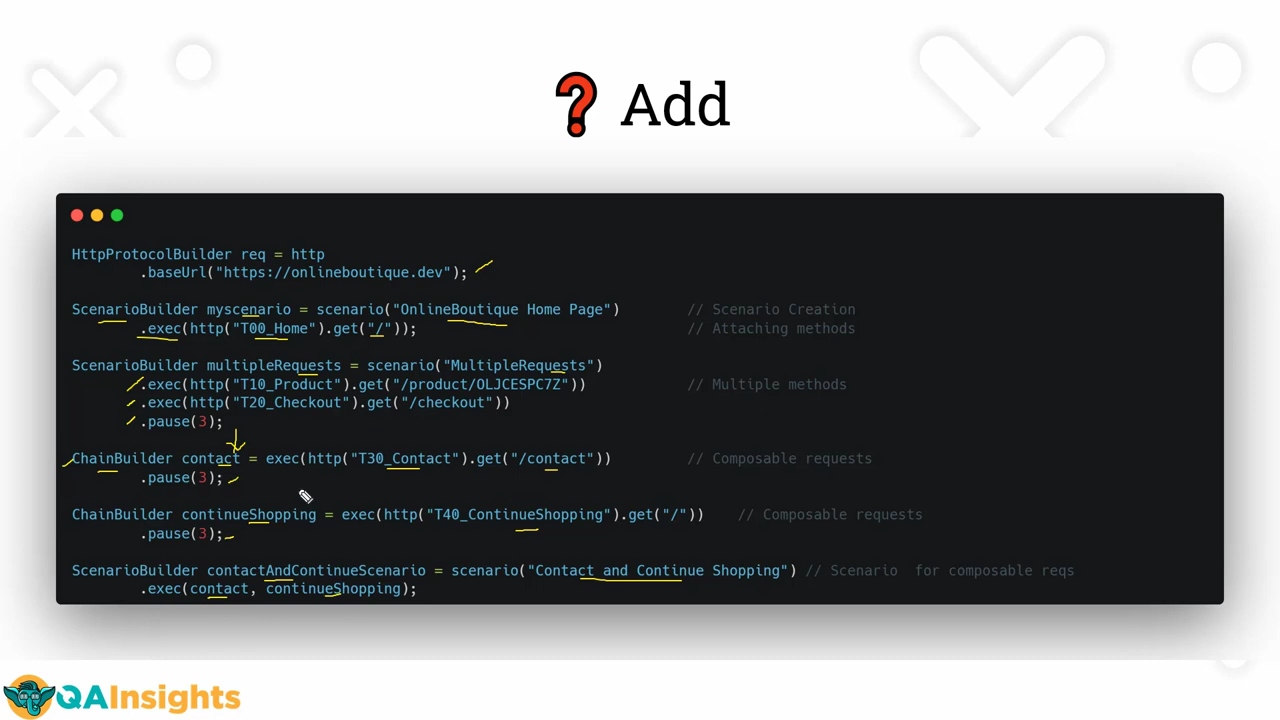 ❓ Add
HttpProtocolBuilder req = http
.baseUrl("https://onlineboutique.dev");
ScenarioBuilder myscenario = scenario("OnlineBoutique Home Page") // Scenario Creation
.exec(http("T00_Home").get("/")); // Attaching methods
ScenarioBuilder multipleRequests = scenario("MultipleRequests")
.exec(http("T10_Product").get("/product/OLJCESPC7Z")) // Multiple methods
.exec(http("T20_Checkout").get("/checkout"))
.pause(3);
ChainBuilder contact = exec(http("T30_Contact").get("/contact")) // Composable requests
.pause(3);
ChainBuilder continueShopping = exec(http("T40_ContinueShopping").get("/")) // Composable requests
.pause(3);
ScenarioBuilder contactAndContinueScenario = scenario("Contact and Continue Shopping") // Scenario for composable reqs
.exec(contact, continueShopping);
QAInsights